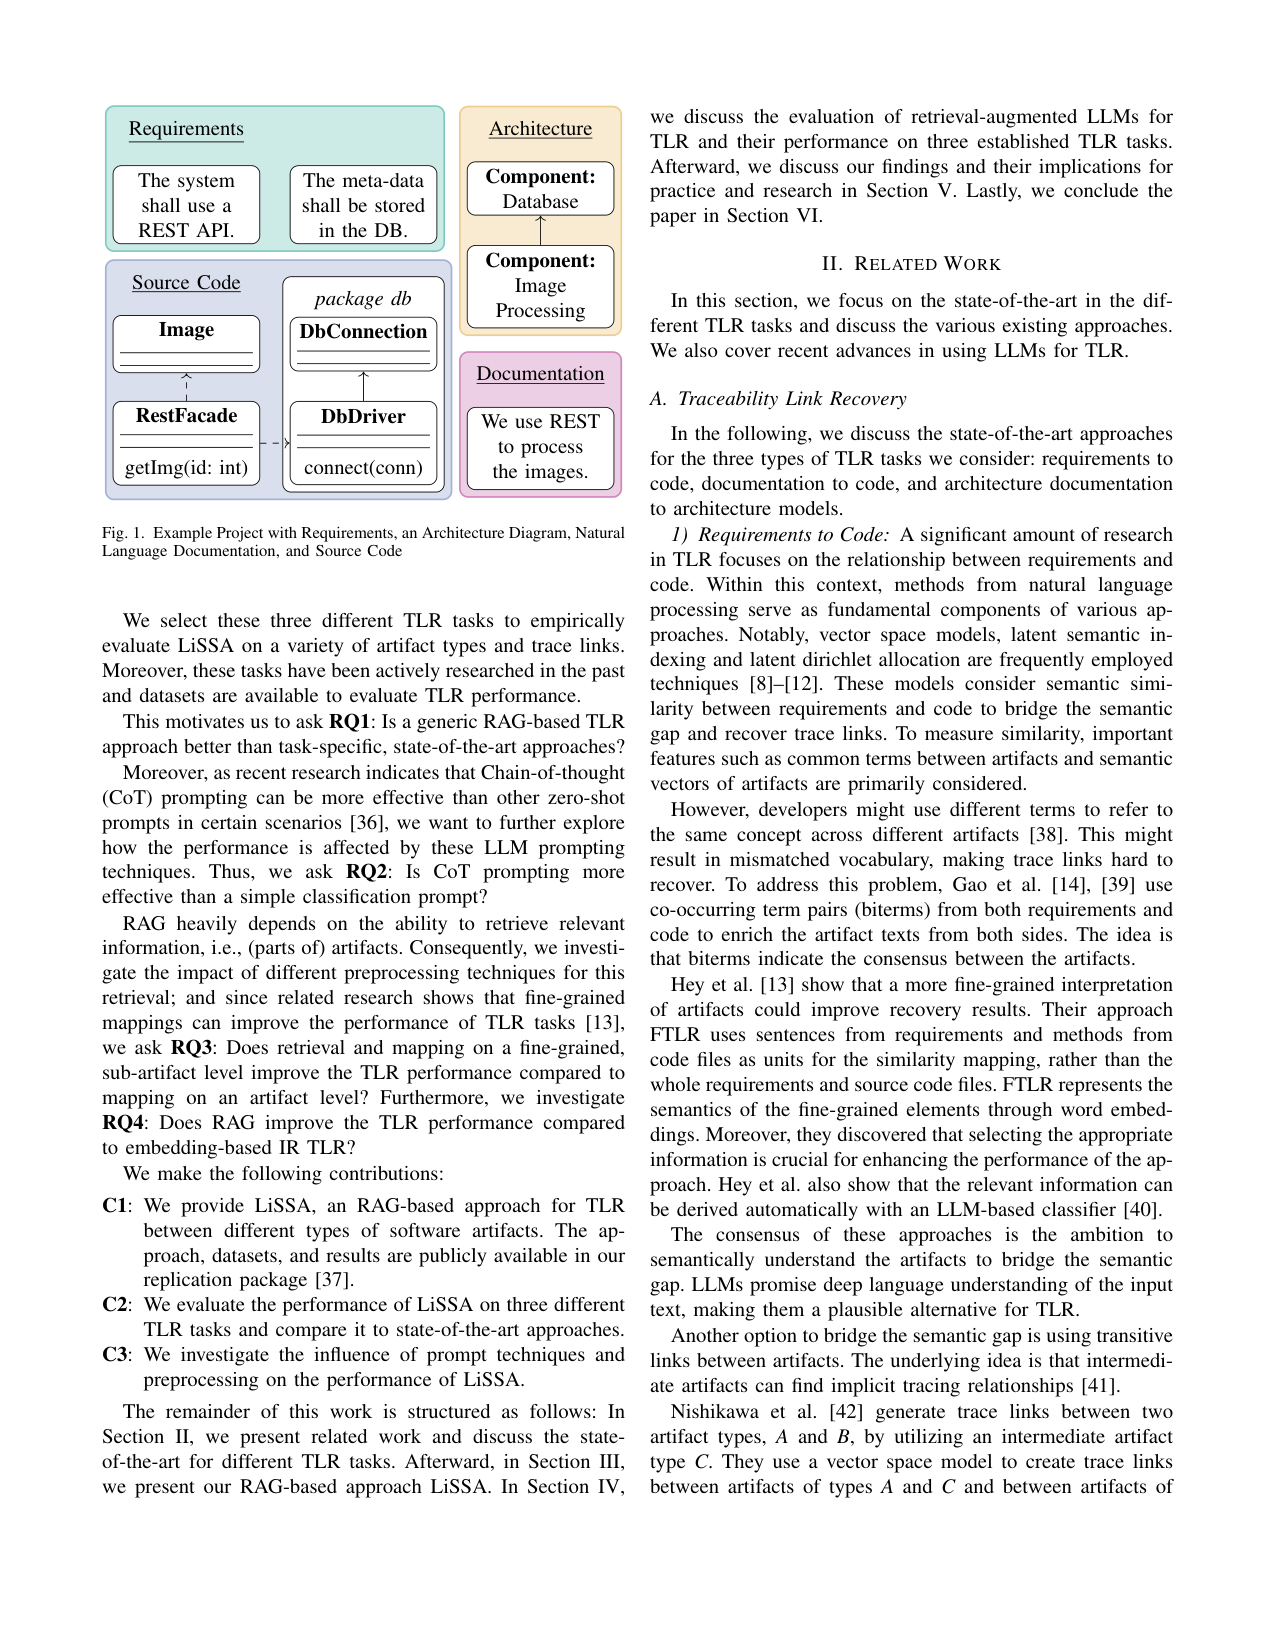 Requirements
The system
shall use a
REST API.
The meta-data
shall be stored
in the DB.
Source Code
Image
RestFacade
getImg(id: int)
package db
DbConnection
DbDriver
connect(conn)
Architecture
Component:
Database
Component:
Image
Processing
Documentation
We use REST
to process
the images.
Fig. 1. Example Project with Requirements, an Architecture Diagram, Natural
Language Documentation, and Source Code
We select these three different TLR tasks to empirically
evaluate LiSSA on a variety of artifact types and trace links.
Moreover, these tasks have been actively researched in the past
and datasets are available to evaluate TLR performance.
This motivates us to ask RQ1: Is a generic RAG-based TLR
approach better than task-specific, state-of-the-art approaches?
Moreover, as recent research indicates that Chain-of-thought
(CoT) prompting can be more effective than other zero-shot
prompts in certain scenarios [36], we want to further explore
how the performance is affected by these LLM prompting
techniques. Thus, we ask RQ2: Is CoT prompting more
effective than a simple classification prompt?
RAG heavily depends on the ability to retrieve relevant
information, i.e., (parts of) artifacts. Consequently, we investi-
gate the impact of different preprocessing techniques for this
retrieval; and since related research shows that fine-grained
mappings can improve the performance of TLR tasks [13],
we ask RQ3: Does retrieval and mapping on a fine-grained,
sub-artifact level improve the TLR performance compared to
mapping on an artifact level? Furthermore, we investigate
RQ4: Does RAG improve the TLR performance compared
to embedding-based IR TLR?
We make the following contributions:
C1: We provide LiSSA, an RAG-based approach for TLR
between different types of software artifacts. The ap-
proach, datasets, and results are publicly available in our
replication package [37].
C2: We evaluate the performance of LiSSA on three different
TLR tasks and compare it to state-of-the-art approaches.
C3: We investigate the influence of prompt techniques and
preprocessing on the performance of LiSSA.
The remainder of this work is structured as follows: In
Section II, we present related work and discuss the state-
of-the-art for different TLR tasks. Afterward, in Section III,
we present our RAG-based approach LiSSA. In Section IV,
we discuss the evaluation of retrieval-augmented LLMs for
TLR and their performance on three established TLR tasks.
Afterward, we discuss our findings and their implications for
practice and research in Section V. Lastly, we conclude the
paper in Section VI.
II. RELATED WORK
In this section, we focus on the state-of-the-art in the dif-
ferent TLR tasks and discuss the various existing approaches.
We also cover recent advances in using LLMs for TLR.
A. Traceability Link Recovery
In the following, we discuss the state-of-the-art approaches
for the three types of TLR tasks we consider: requirements to
code, documentation to code, and architecture documentation
to architecture models.
1) Requirements to Code: A significant amount of research
in TLR focuses on the relationship between requirements and
code. Within this context, methods from natural language
processing serve as fundamental components of various ap-
proaches. Notably, vector space models, latent semantic in-
dexing and latent dirichlet allocation are frequently employed
techniques [8]–[12]. These models consider semantic simi-
larity between requirements and code to bridge the semantic
gap and recover trace links. To measure similarity, important
features such as common terms between artifacts and semantic
vectors of artifacts are primarily considered.
However, developers might use different terms to refer to
the same concept across different artifacts [38]. This might
result in mismatched vocabulary, making trace links hard to
recover. To address this problem, Gao et al. [14], [39] use
co-occurring term pairs (biterms) from both requirements and
code to enrich the artifact texts from both sides. The idea is
that biterms indicate the consensus between the artifacts.
Hey et al. [13] show that a more fine-grained interpretation
of artifacts could improve recovery results. Their approach
FTLR uses sentences from requirements and methods from
code files as units for the similarity mapping, rather than the
whole requirements and source code files. FTLR represents the
semantics of the fine-grained elements through word embed-
dings. Moreover, they discovered that selecting the appropriate
information is crucial for enhancing the performance of the ap-
proach. Hey et al. also show that the relevant information can
be derived automatically with an LLM-based classifier [40].
The consensus of these approaches is the ambition to
semantically understand the artifacts to bridge the semantic
gap. LLMs promise deep language understanding of the input
text, making them a plausible alternative for TLR.
Another option to bridge the semantic gap is using transitive
links between artifacts. The underlying idea is that intermedi-
ate artifacts can find implicit tracing relationships [41].
Nishikawa et al. [42] generate trace links between two
artifact types, A and B, by utilizing an intermediate artifact
type C. They use a vector space model to create trace links
between artifacts of types A and C and between artifacts of